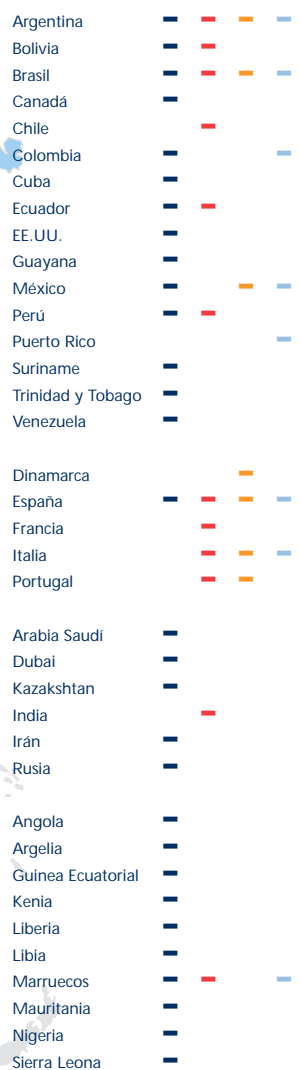 Argentina
Bolivia
Brasil
Canadá
Chile
Colombia
Cuba
Ecuador
EE.UU.
Guayana
México
Perú
Puerto Rico
Suriname
Trinidad y Tobago
Venezuela
Dinamarca
España
Francia
Italia
Portugal
Arabia Saudí
Dubai
Kazakshtan
India
Irán
Rusia
Angola
Argelia
Guinea Ecuatorial
Kenia
Liberia
Libia
Marruecos
Mauritania
Nigeria
Sierra Leona